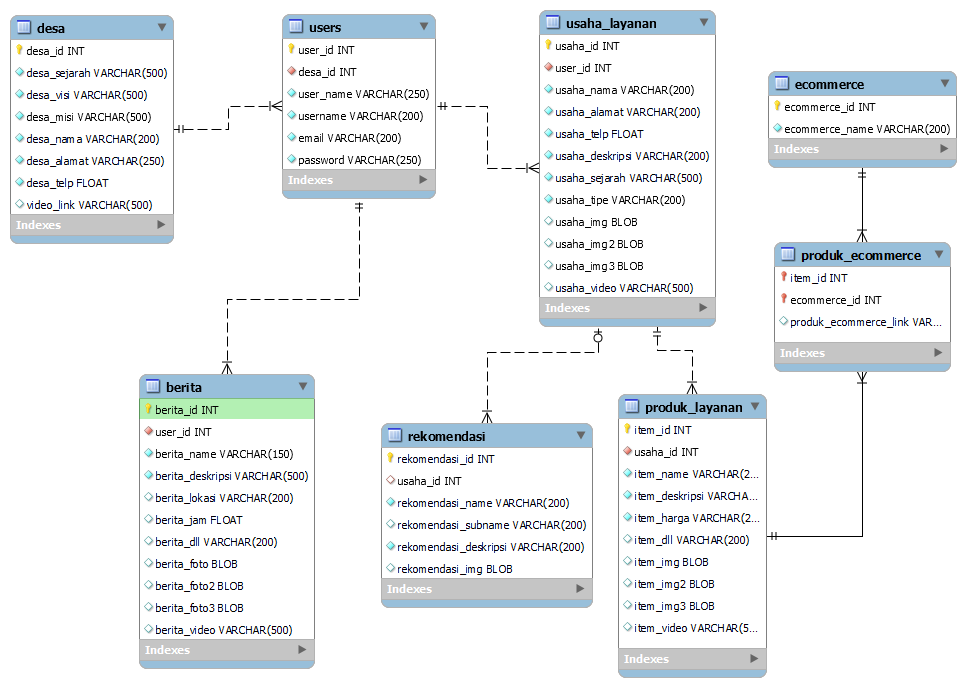 desa
desa_id INT
desa_sejarah VARCHAR(500)
desa_visi VARCHAR(500)
desa_misi VARCHAR(500)
desa_nama VARCHAR(200)
desa_alamat VARCHAR(250)
desa_telp FLOAT
video_link VARCHAR(500)
Indexes
users
user_id INT
desa_id INT
user_name VARCHAR(250)
username VARCHAR(200)
email VARCHAR(200)
password VARCHAR(250)
Indexes
usaha_layanan
usaha_id INT
user_id INT
usaha_nama VARCHAR(200)
usaha_alamat VARCHAR(200)
usaha_telp FLOAT
usaha_deskripsi VARCHAR(200)
usaha_sejarah VARCHAR(500)
usaha_tipe VARCHAR(200)
usaha_img BLOB
usaha_img2 BLOB
usaha_img3 BLOB
usaha_video VARCHAR(500)
Indexes
ecommerce
ecommerce_id INT
ecommerce_name VARCHAR(200)
Indexes
produk_ecommerce
item_id INT
ecommerce_id INT
produk_ecommerce_link VAR...
Indexes
berita
berita_id INT
user_id INT
berita_name VARCHAR(150)
berita_deskripsi VARCHAR(500)
berita_lokasi VARCHAR(200)
berita_jam FLOAT
berita_dll VARCHAR(200)
berita_foto BLOB
berita_foto2 BLOB
berita_foto3 BLOB
berita_video VARCHAR(500)
Indexes
rekomendasi
rekomendasi_id INT
usaha_id INT
rekomendasi_name VARCHAR(200)
rekomendasi_subname VARCHAR(200)
rekomendasi_deskripsi VARCHAR(200)
rekomendasi_img BLOB
Indexes
produk_layanan
item_id INT
usaha_id INT
item_name VARCHAR(2...
item_deskripsi VARCHA...
item_harga VARCHAR(2...
item_dll VARCHAR(200)
item_img BLOB
item_img2 BLOB
item_img3 BLOB
item_video VARCHAR(5...
Indexes